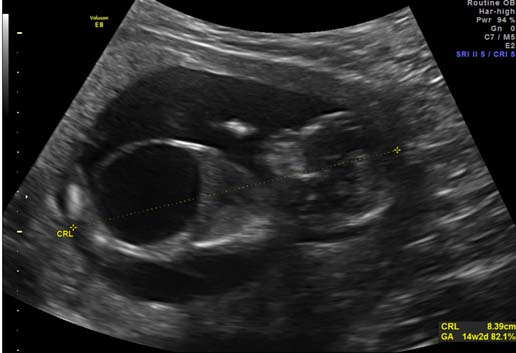 Voluson
E8
Routine OB
Har-high
Pwr 94 %
Gn 0
C7 / M5
E2
SRI II 5 / CRI 5
CRL
CRL 8.39cm
GA 14w2d 82.1%